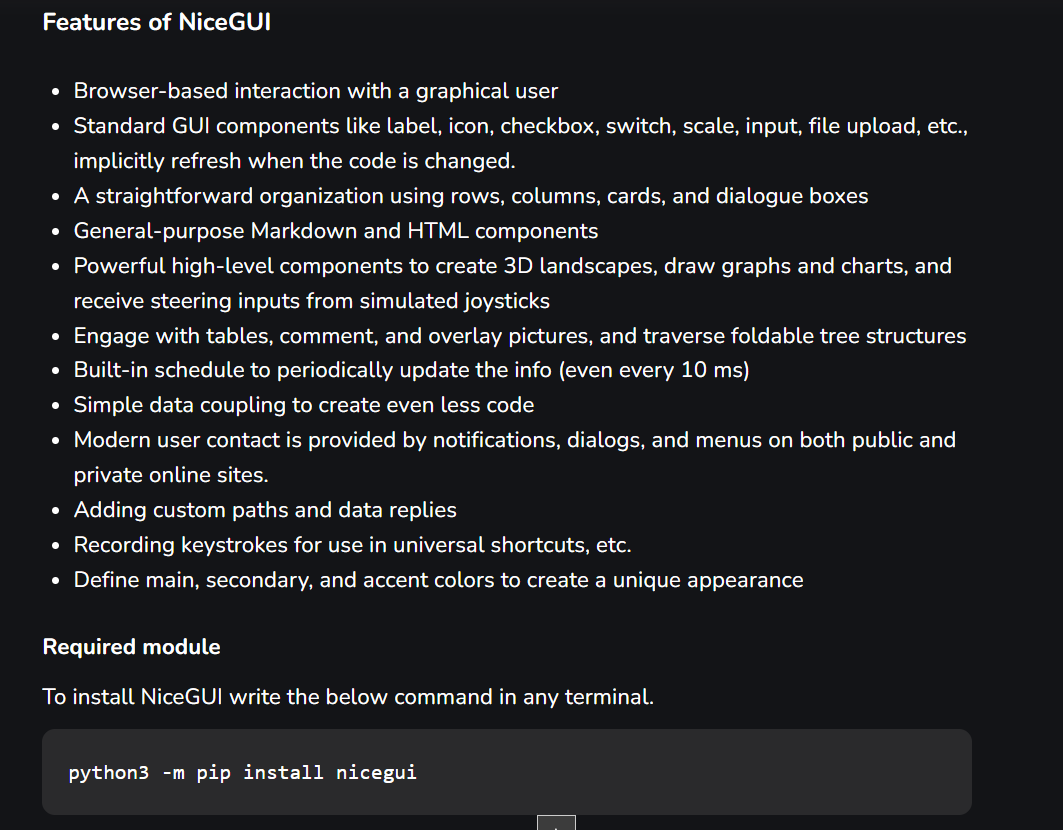 Features of NiceGUI
• Browser-based interaction with a graphical user
• Standard GUI components like label, icon, checkbox, switch, scale, input, file upload, etc.,
implicitly refresh when the code is changed.
• A straightforward organization using rows, columns, cards, and dialogue boxes
• General-purpose Markdown and HTML components
• Powerful high-level components to create 3D landscapes, draw graphs and charts, and
receive steering inputs from simulated joysticks
• Engage with tables, comment, and overlay pictures, and traverse foldable tree structures
• Built-in schedule to periodically update the info (even every 10 ms)
• Simple data coupling to create even less code
• Modern user contact is provided by notifications, dialogs, and menus on both public and
private online sites.
• Adding custom paths and data replies
• Recording keystrokes for use in universal shortcuts, etc.
• Define main, secondary, and accent colors to create a unique appearance
Required module
To install NiceGUI write the below command in any terminal.
python3 -m pip install nicegui